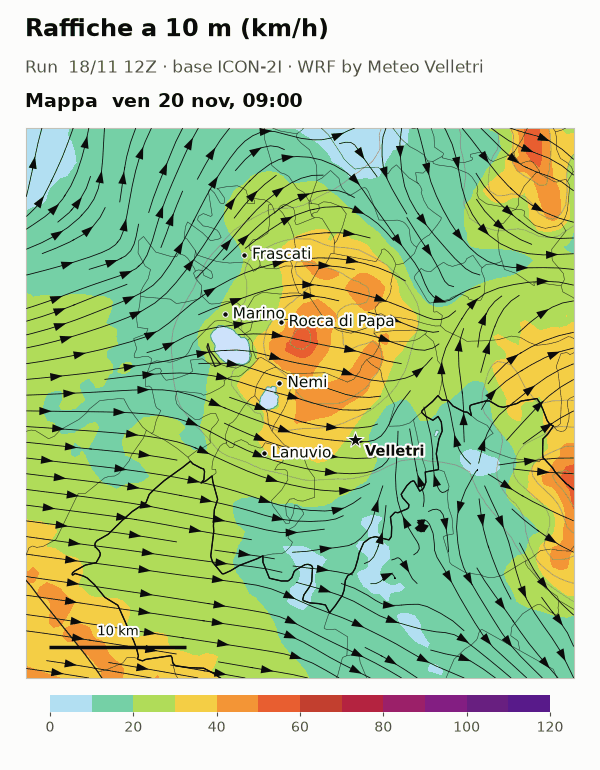 Raffiche a 10 m (km/h)
Run 18/11 12Z · base ICON-2I · WRF by Meteo Velletri
Mappa ven 20 nov, 09:00
Frascati
Marino
Rocca di Papa
Nemi
Velletri
Lanuvio
10 km
0 20 40 60 80 100 120